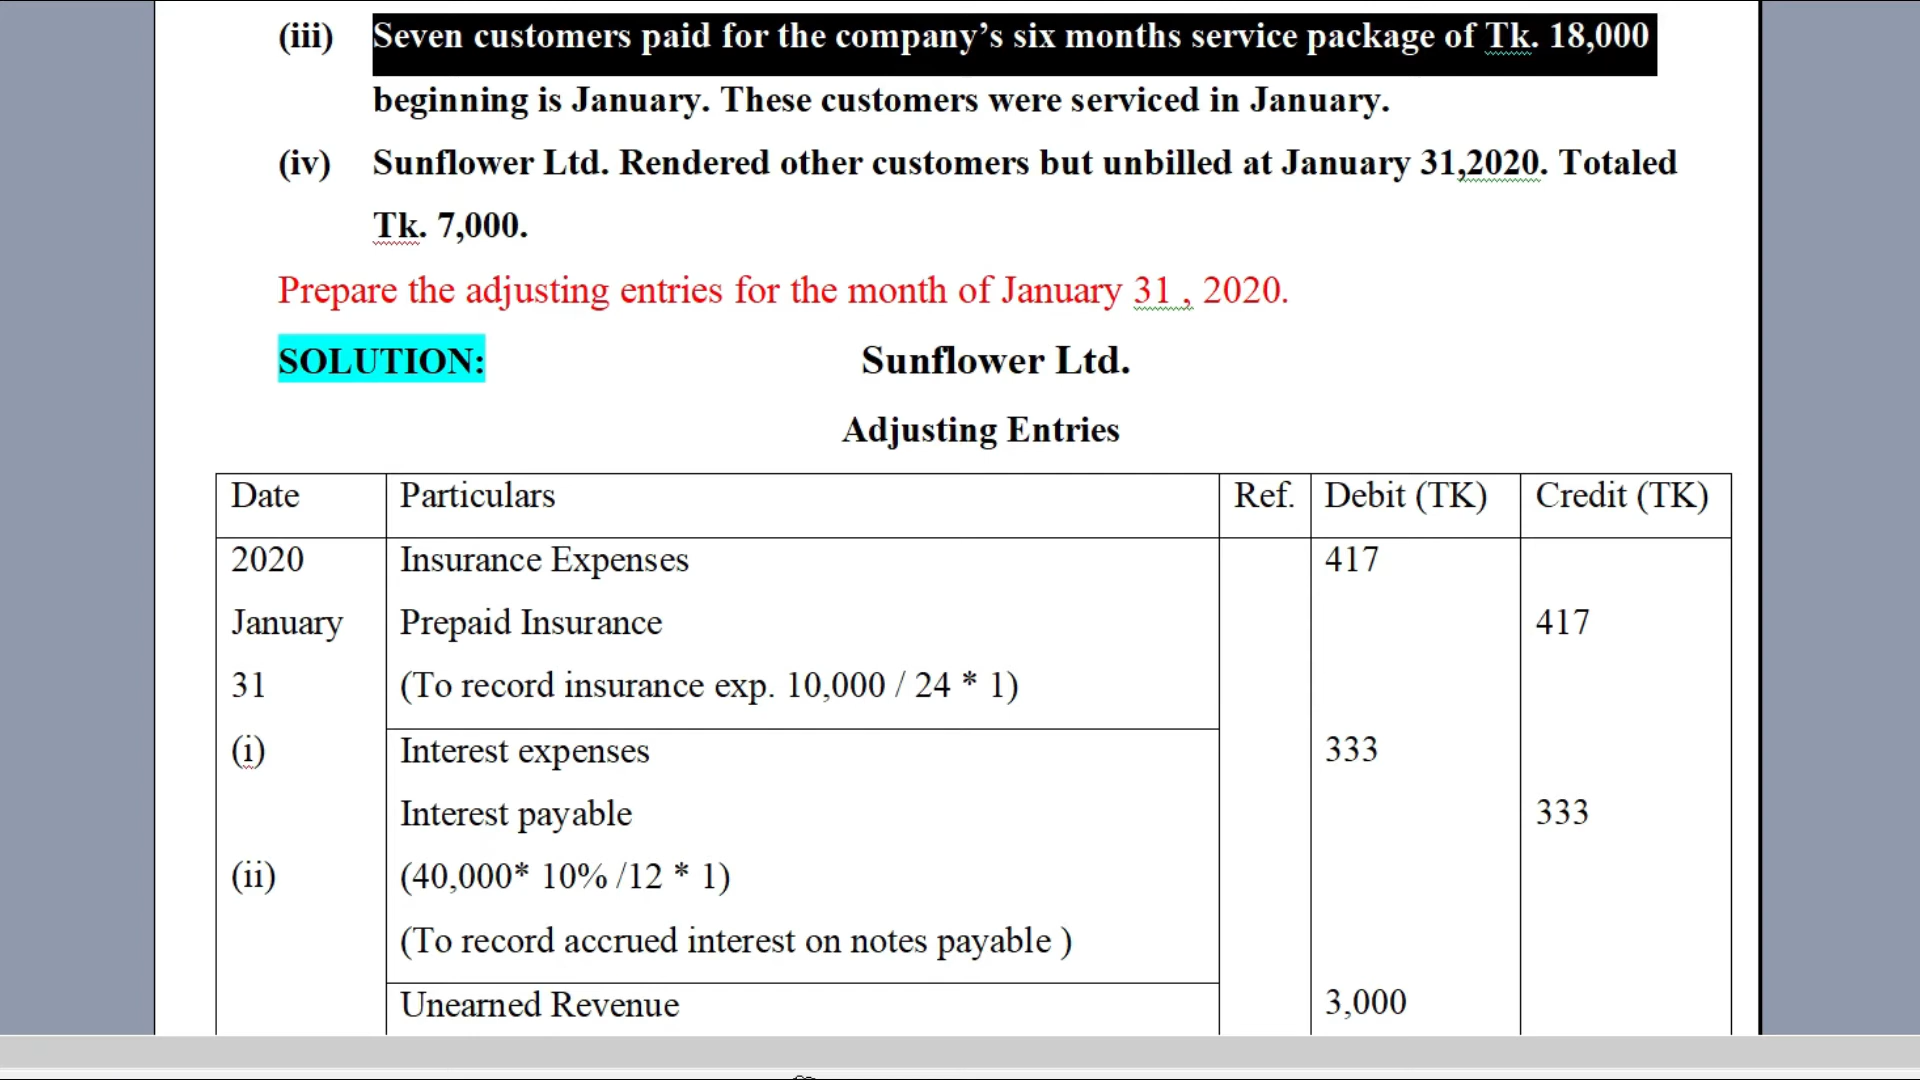 (iii) Seven customers paid for the company’s six months service package of Tk. 18,000
beginning is January. These customers were serviced in January.
(iv) Sunflower Ltd. Rendered other customers but unbilled at January 31,2020. Totaled
Tk. 7,000.
Prepare the adjusting entries for the month of January 31 , 2020.
SOLUTION: Sunflower Ltd.
Adjusting Entries
Date Particulars Ref. Debit (TK) Credit (TK)
2020 Insurance Expenses 417
January Prepaid Insurance 417
31 (To record insurance exp. 10,000 / 24 * 1)
(i) Interest expenses 333
Interest payable 333
(ii) (40,000* 10% /12 * 1)
(To record accrued interest on notes payable )
Unearned Revenue 3,000